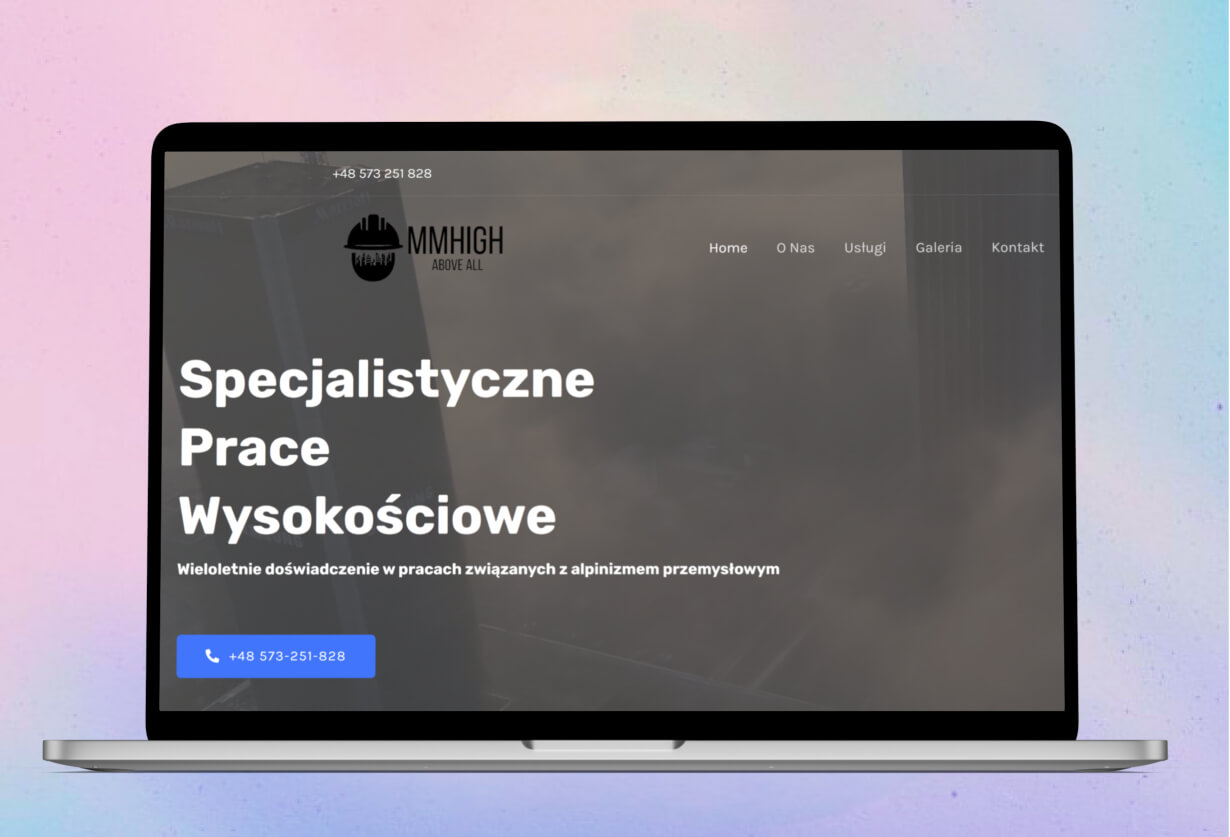 +48 573 251 828
MMHIGH
ABOVE ALL
Home O Nas Usługi Galeria Kontakt
Specjalistyczne
Prace
Wysokościowe
Wieloletnie doświadczenie w pracach związanych z alpinizmem przemysłowym
+48 573-251-828